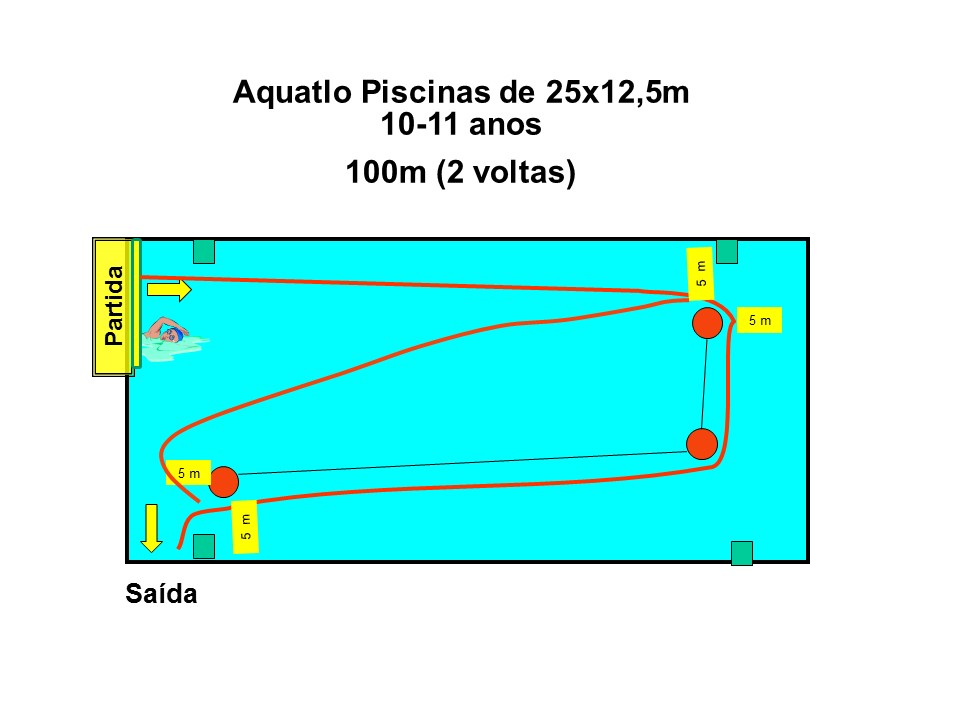 Aquatlo Piscinas de 25x12,5m
10-11 anos
100m (2 voltas)
Partida
5 m
5 m
5 m
5 m
Saída